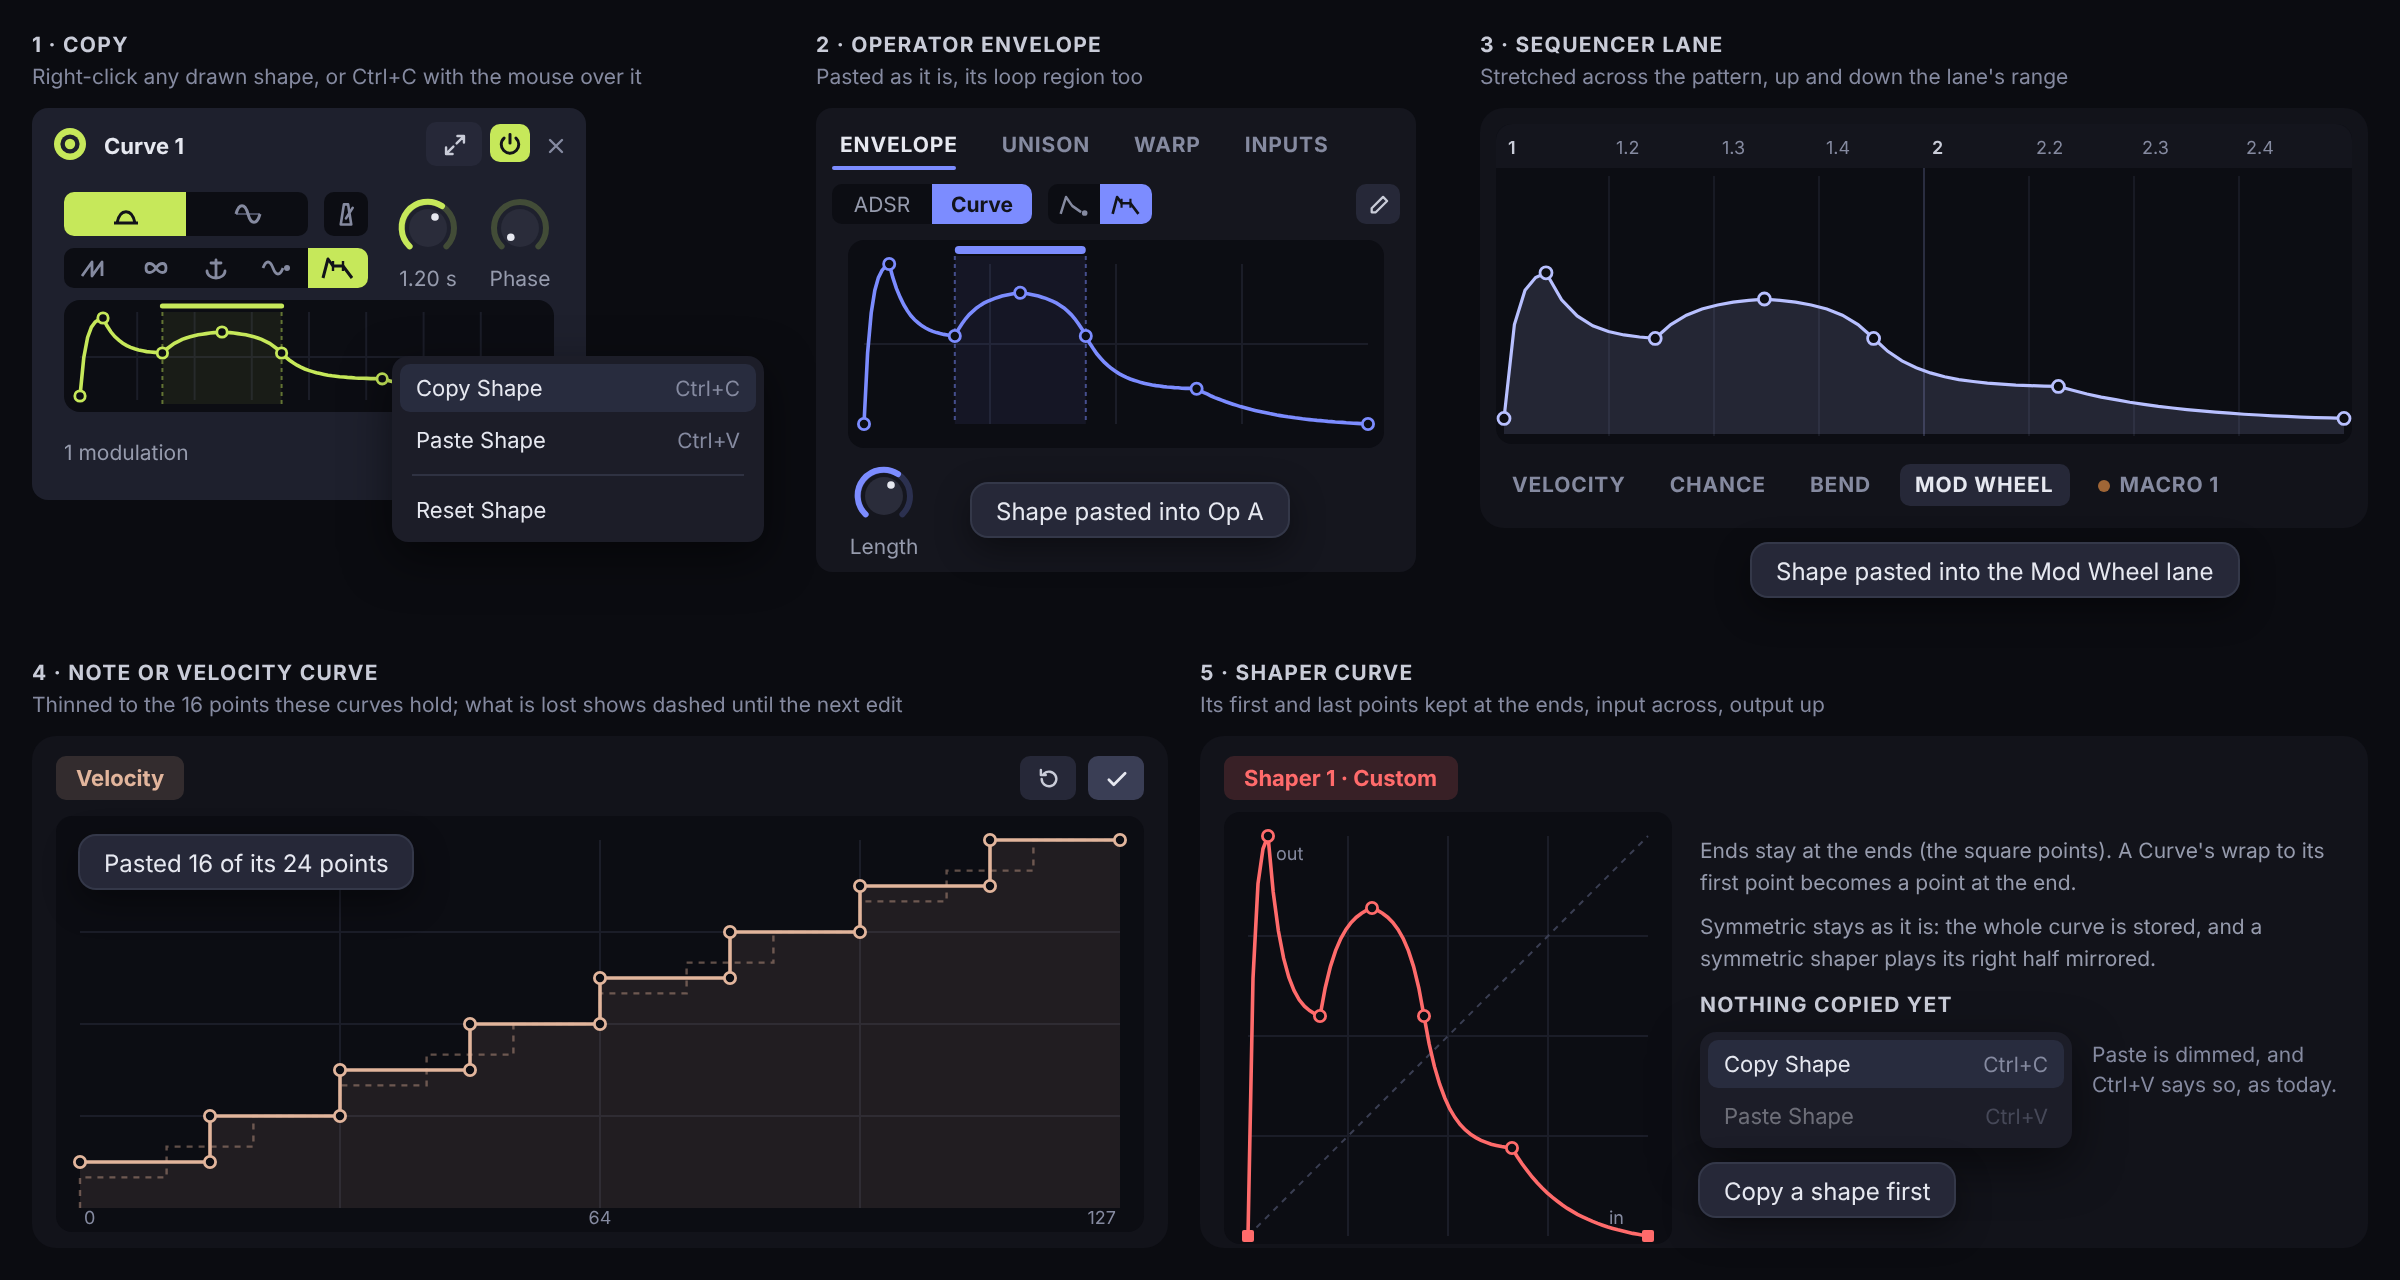 1 · COPY
Right-click any drawn shape, or Ctrl+C with the mouse over it
Curve 1
1.20 s
Phase
Copy Shape Ctrl+C
Paste Shape Ctrl+V
Reset Shape
1 modulation
2 · OPERATOR ENVELOPE
Pasted as it is, its loop region too
ENVELOPE UNISON WARP INPUTS
ADSR Curve
Length
Shape pasted into Op A
3 · SEQUENCER LANE
Stretched across the pattern, up and down the lane's range
1 1.2 1.3 1.4 2 2.2 2.3 2.4
VELOCITY CHANCE BEND MOD WHEEL MACRO 1
Shape pasted into the Mod Wheel lane
4 · NOTE OR VELOCITY CURVE
Thinned to the 16 points these curves hold; what is lost shows dashed until the next edit
Velocity
Pasted 16 of its 24 points
0 64 127
5 · SHAPER CURVE
Its first and last points kept at the ends, input across, output up
Shaper 1 · Custom
out
in
Ends stay at the ends (the square points). A Curve's wrap to its
first point becomes a point at the end.
Symmetric stays as it is: the whole curve is stored, and a
symmetric shaper plays its right half mirrored.
NOTHING COPIED YET
Copy Shape Ctrl+C
Paste Shape Ctrl+V
Paste is dimmed, and
Ctrl+V says so, as today.
Copy a shape first